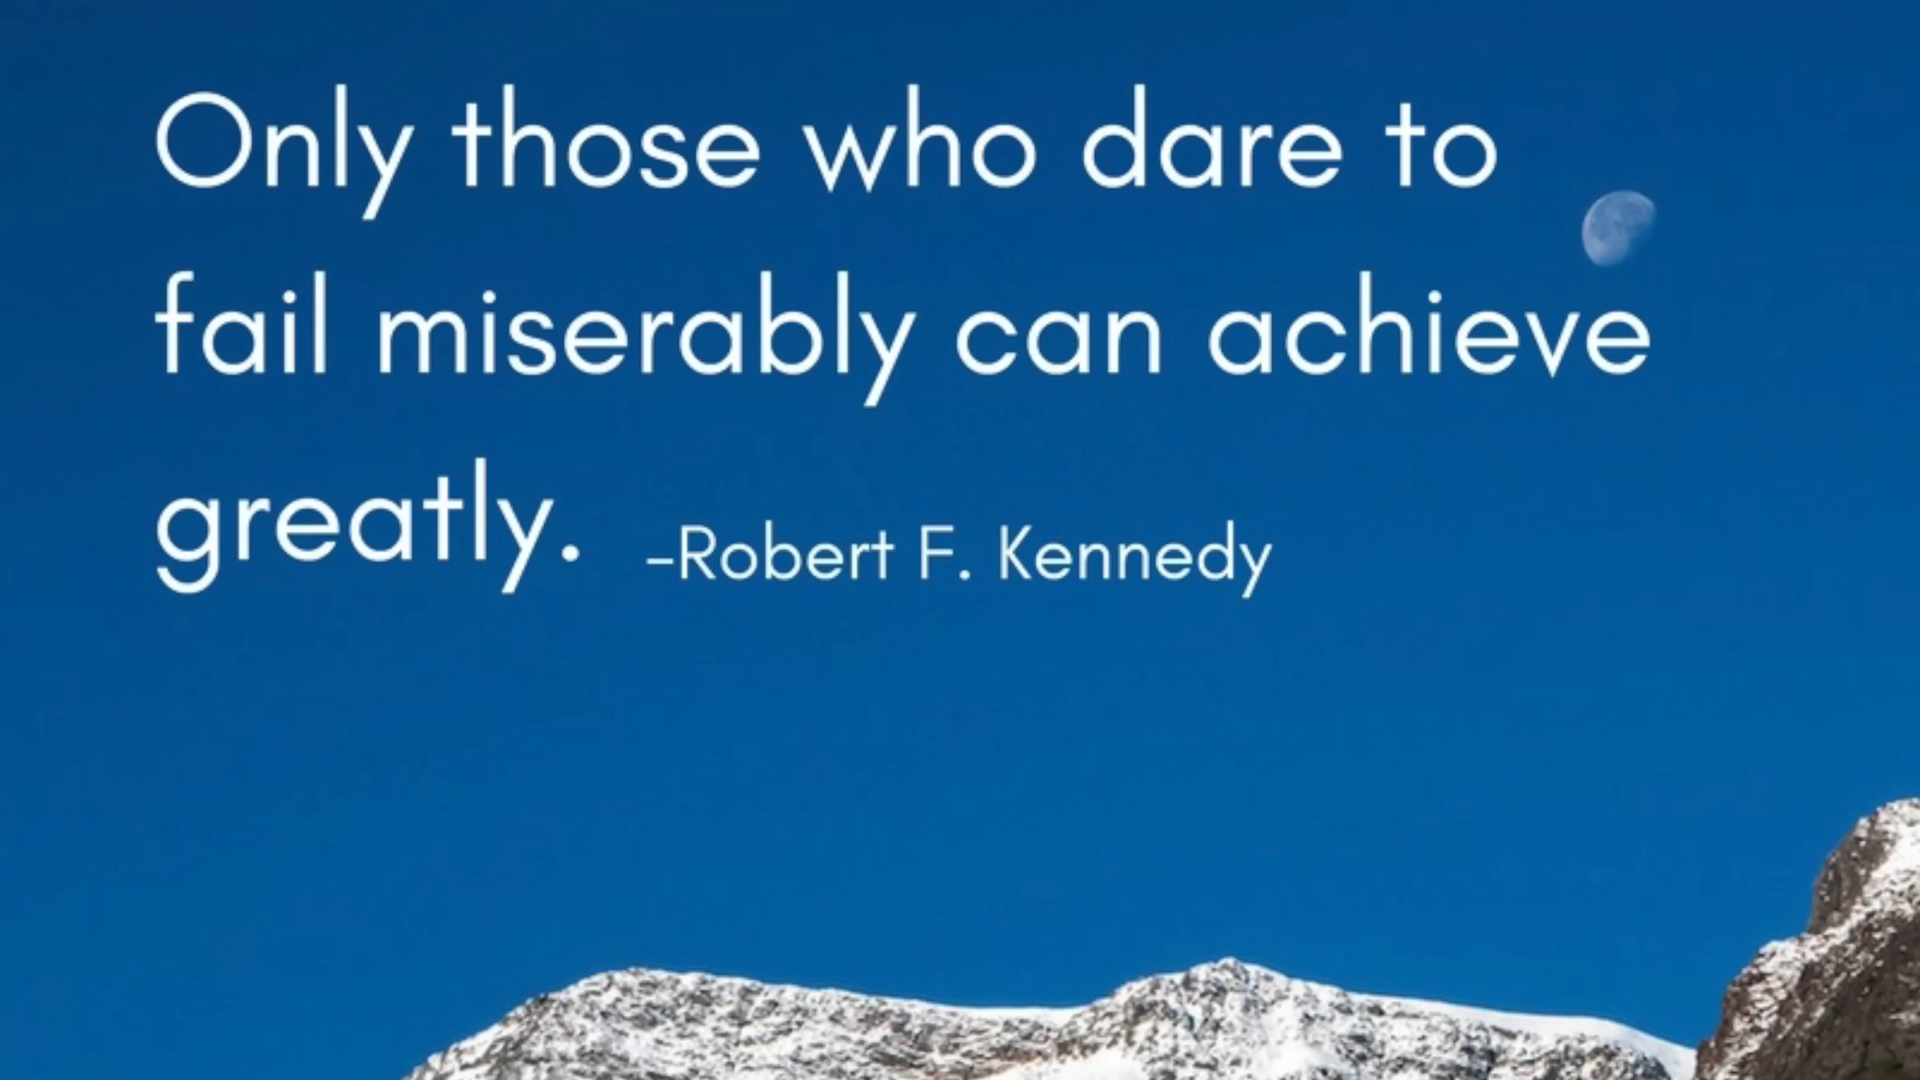 Only those who dare to
fail miserably can achieve
greatly. -Robert F. Kennedy